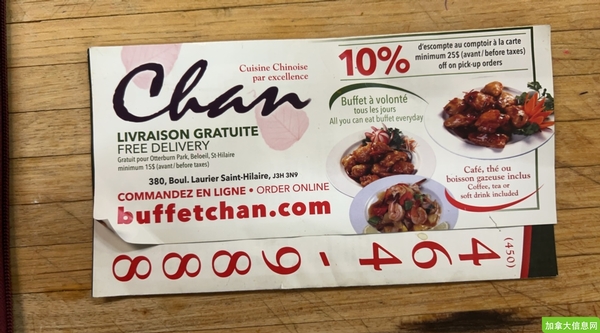 Chan
Cuisine Chinoise
par excellence
LIVRAISON GRATUITE
FREE DELIVERY
Gratuit pour Otterburn Park, Beloeil, St-Hilaire
minimum 15$ (avant / before taxes)
380, Boul. Laurier Saint-Hilaire, J3H 3N9
COMMANDEZ EN LIGNE • ORDER ONLINE
buffetchan.com
10%
d'escompte au comptoir à la carte
minimum 25$ (avant / before taxes)
off on pick-up orders
Buffet à volonté
tous les jours
All you can eat buffet everyday
Café, thé ou
boisson gazeuse inclus
Coffee, tea or
soft drink included
(450) 464-9888
加拿大信息网